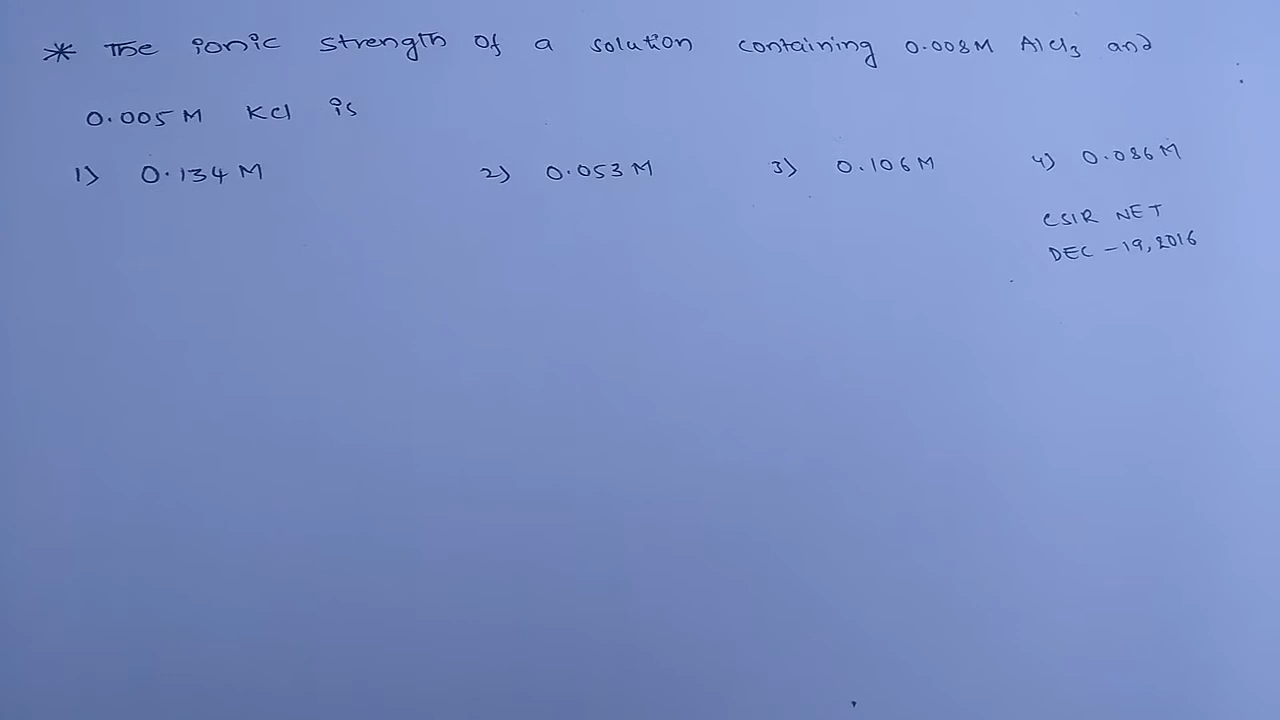 * The ionic strength of a solution containing 0.008M AlCl3 and
0.005 M KCl is
1) 0.134 M 2) 0.053 M 3) 0.106 M 4) 0.086 M
CSIR NET
DEC - 19, 2016